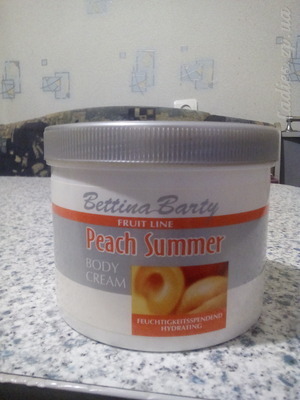 Bettina Barty
FRUIT LINE
Peach Summer
BODY
CREAM
FEUCHTIGKEITSSPENDEND
HYDRATING